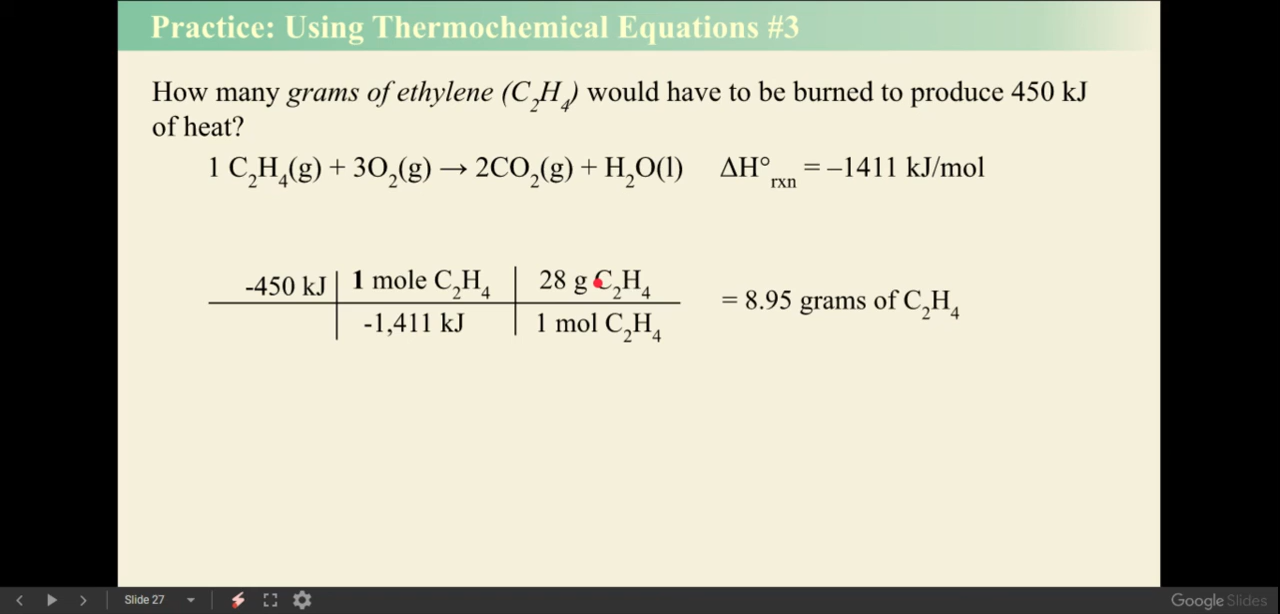 Practice: Using Thermochemical Equations #3
How many grams of ethylene (C₂H₄) would have to be burned to produce 450 kJ
of heat?
1 C₂H₄(g) + 3O₂(g) → 2CO₂(g) + H₂O(l) ΔH°rxn = –1411 kJ/mol
-450 kJ 1 mole C₂H₄ 28 g C₂H₄
-1,411 kJ 1 mol C₂H₄
= 8.95 grams of C₂H₄
Slide 27
Google Slides